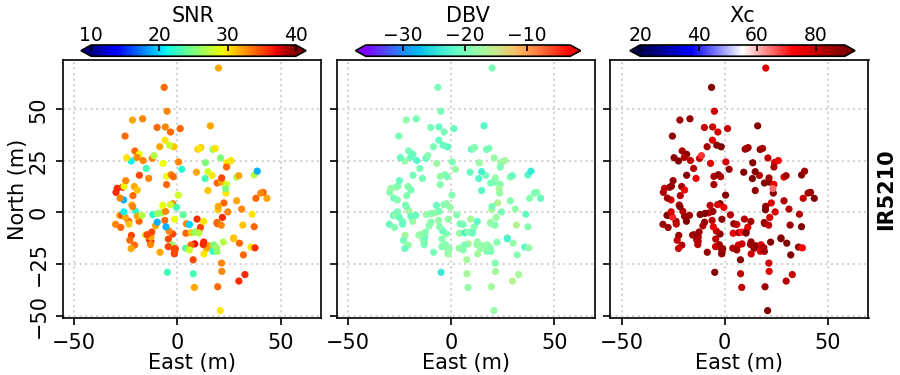 SNR DBV Xc
10 20 30 40 −30 −20 −10 20 40 60 80
50
25
0
−25
−50
North (m)
−50 0 50 −50 0 50 −50 0 50
East (m) East (m) East (m)
IR5210